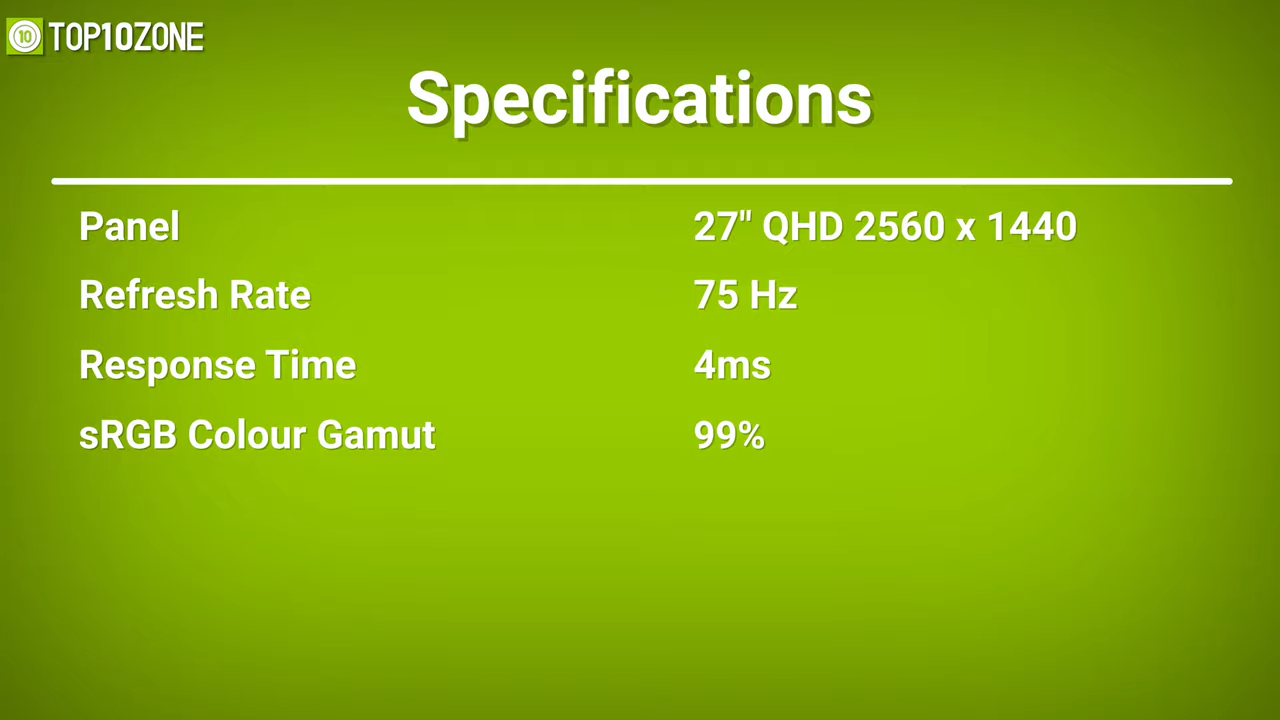 10 TOP10ZONE
Specifications
Panel 27" QHD 2560 x 1440
Refresh Rate 75 Hz
Response Time 4ms
sRGB Colour Gamut 99%